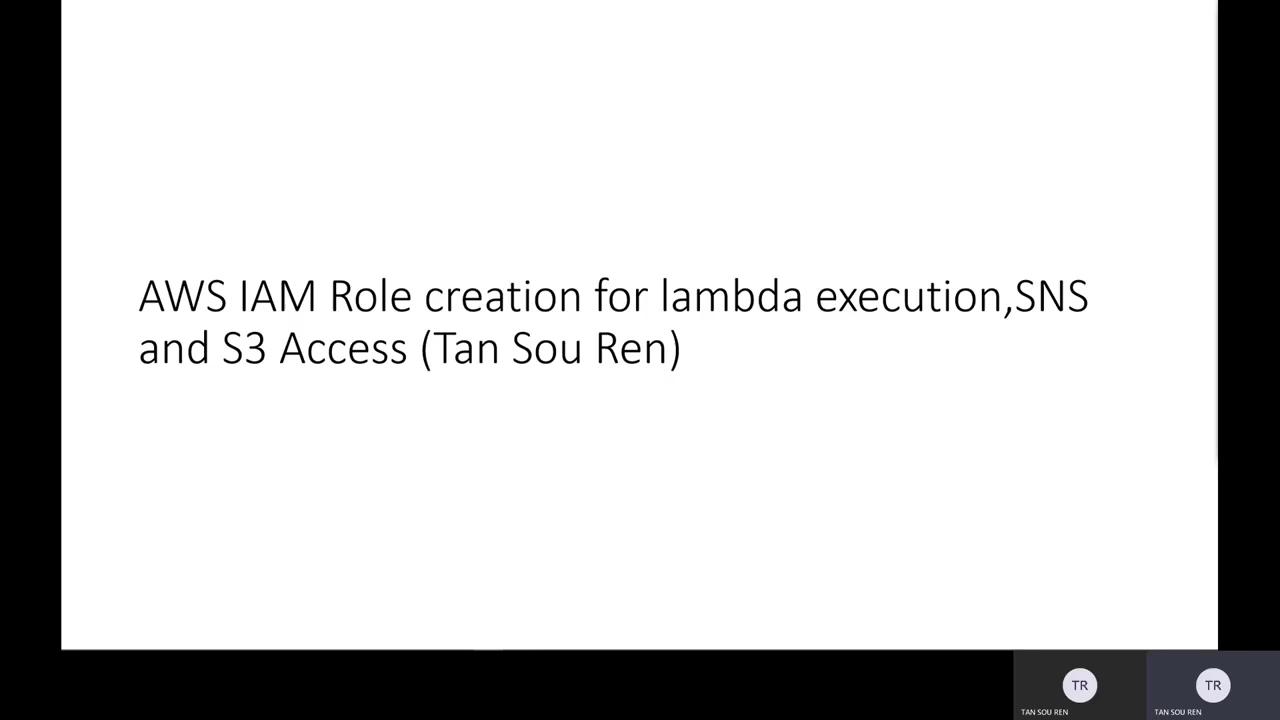 AWS IAM Role creation for lambda execution,SNS
and S3 Access (Tan Sou Ren)
TR
TR
TAN SOU REN
TAN SOU REN